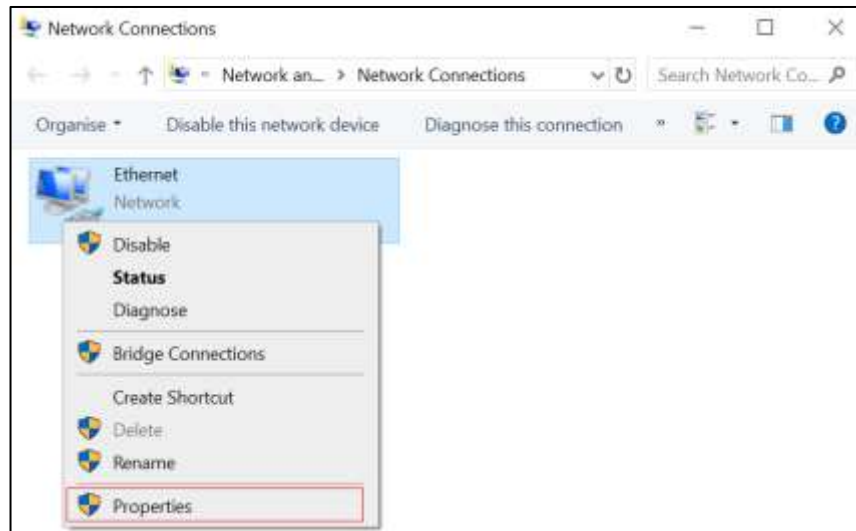 Network Connections
Network an... > Network Connections
Search Network Co...
Organise
Disable this network device
Diagnose this connection
»
Ethernet
Network
Disable
Status
Diagnose
Bridge Connections
Create Shortcut
Delete
Rename
Properties